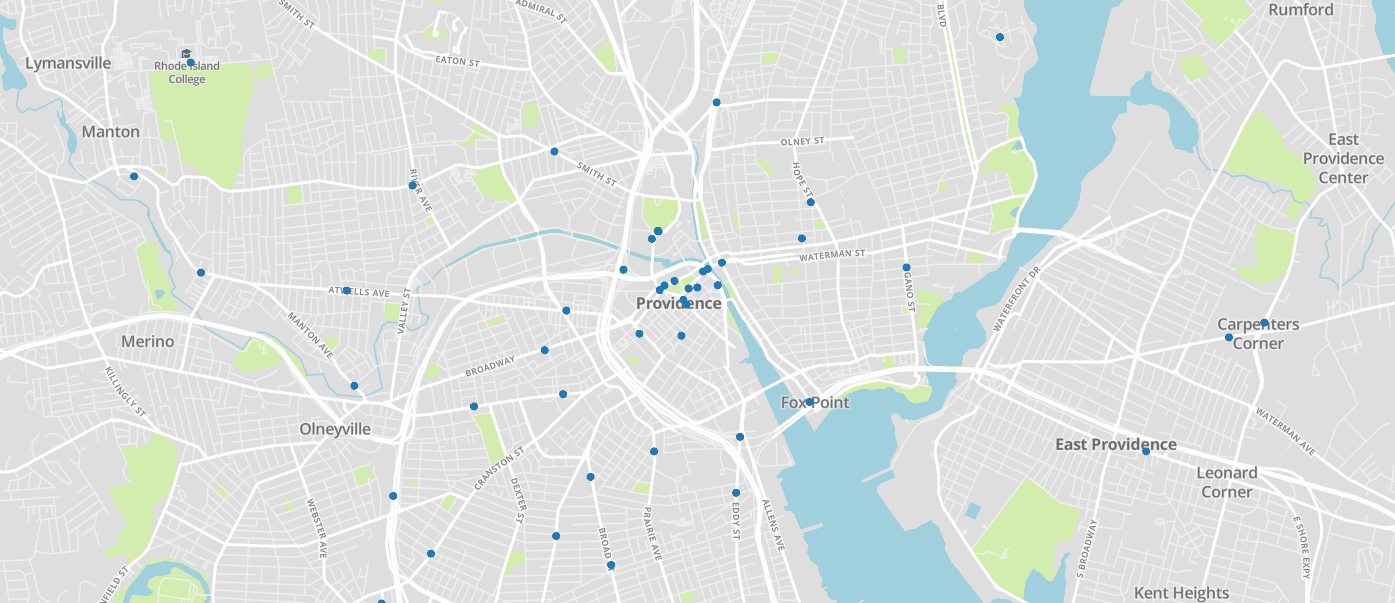 SMITH ST
ADMIRAL ST
BLVD
Rumford
EATON ST
Lymansville
Rhode Island
College
Manton
OLNEY ST
East
Providence
Center
SMITH ST
HOPE ST
RIVER AVE
WATERMAN ST
GANO ST
WATERFRONT DR
ATWELLS AVE
VALLEY ST
Providence
MANTON AVE
Merino
Carpenters
Corner
BROADWAY
KILLINGLY ST
Fox Point
Olneyville
WATERMAN AVE
East Providence
CRANSTON ST
Leonard
Corner
DEXTER ST
WEBSTER AVE
BROAD
PRAIRIE AVE
EDDY ST
ALLENS AVE
S BROADWAY
E SHORE EXPY
NFIELD ST
Kent Heights